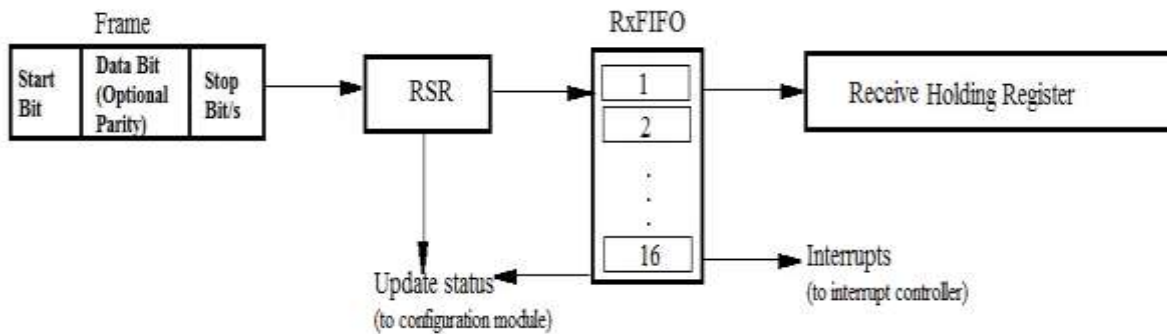 Frame
Start
Bit
Data Bit
(Optional
Parity)
Stop
Bit/s
RSR
RxFIFO
1
2
.
.
.
16
Receive Holding Register
Update status
(to configuration module)
Interrupts
(to interrupt controller)